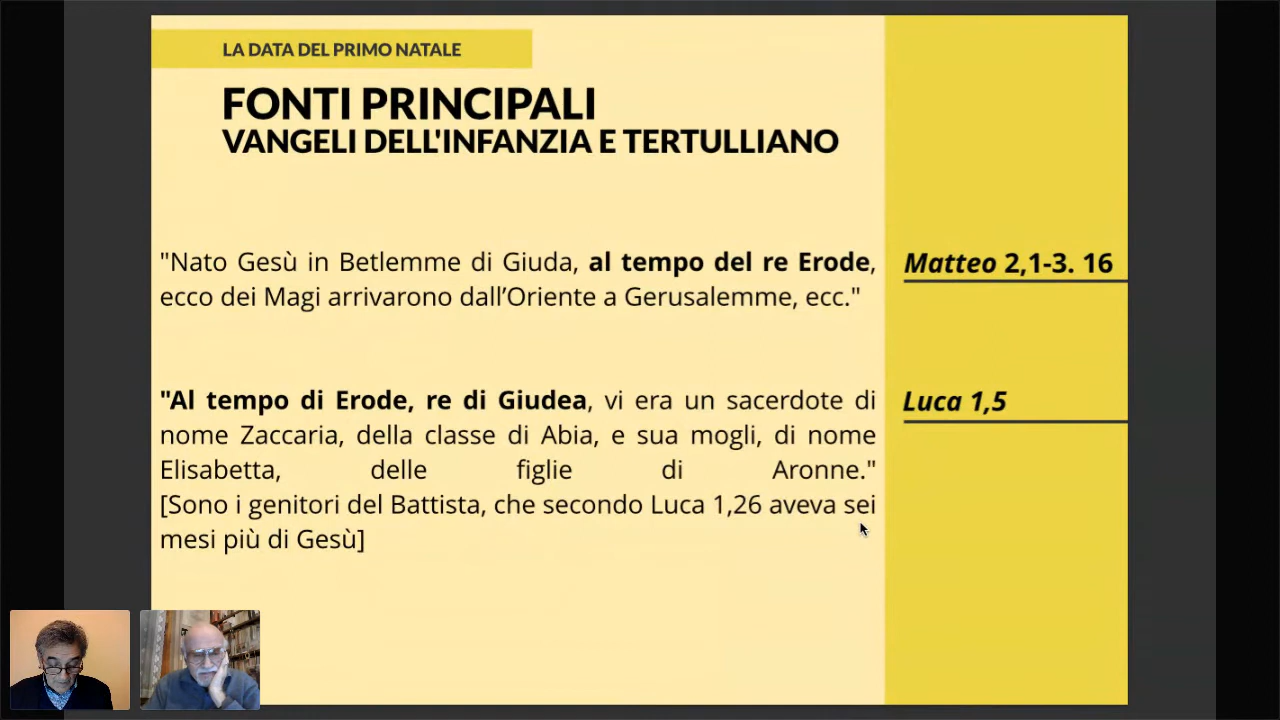 LA DATA DEL PRIMO NATALE
FONTI PRINCIPALI
VANGELI DELL'INFANZIA E TERTULLIANO
"Nato Gesù in Betlemme di Giuda, al tempo del re Erode,
ecco dei Magi arrivarono dall’Oriente a Gerusalemme, ecc."
Matteo 2,1-3. 16
"Al tempo di Erode, re di Giudea, vi era un sacerdote di
nome Zaccaria, della classe di Abia, e sua mogli, di nome
Elisabetta, delle figlie di Aronne."
[Sono i genitori del Battista, che secondo Luca 1,26 aveva sei
mesi più di Gesù]
Luca 1,5